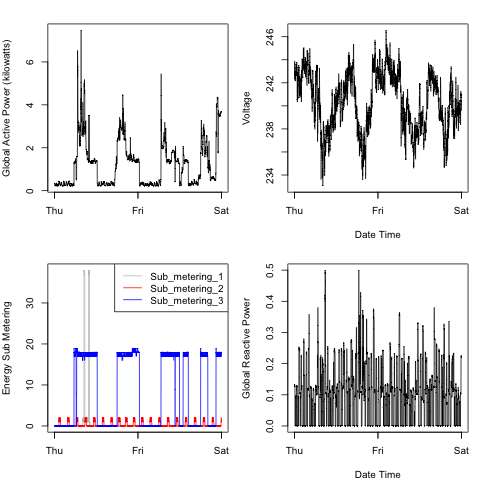 Global Active Power (kilowatts)
0
2
4
6
Thu
Fri
Sat
Voltage
234
238
242
246
Thu
Fri
Sat
Date Time
Energy Sub Metering
0
10
20
30
Sub_metering_1
Sub_metering_2
Sub_metering_3
Thu
Fri
Sat
Global Reactive Power
0.0
0.1
0.2
0.3
0.4
0.5
Thu
Fri
Sat
Date Time